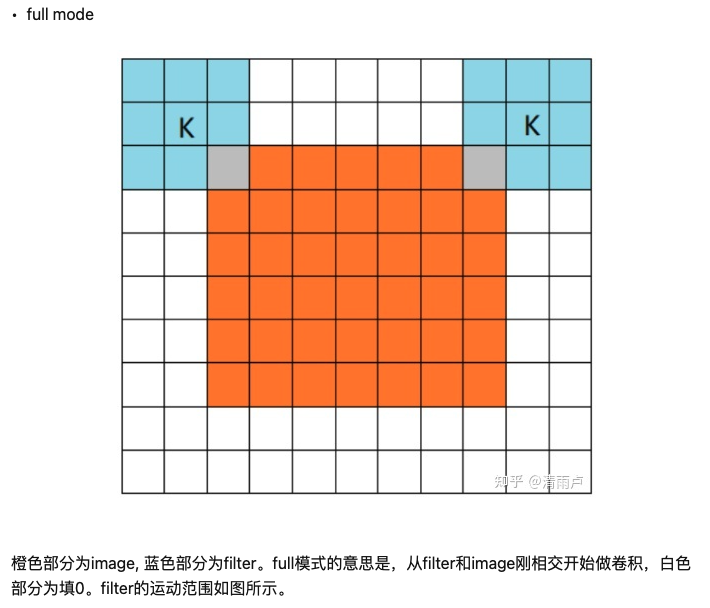 • full mode
K
K
知乎 @清雨卢
橙色部分为image, 蓝色部分为filter。full模式的意思是，从filter和image刚相交开始做卷积，白色
部分为填0。filter的运动范围如图所示。